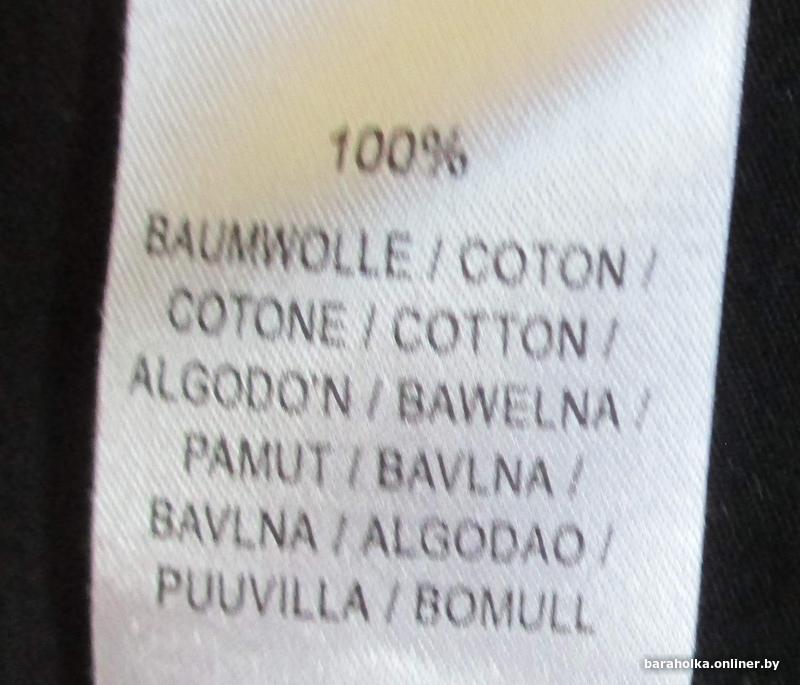 100%
BAUMWOLLE / COTON /
COTONE / COTTON /
ALGODO'N / BAWELNA /
PAMUT / BAVLNA /
BAVLNA / ALGODAO /
PUUVILLA / BOMULL
baraholka.onliner.by